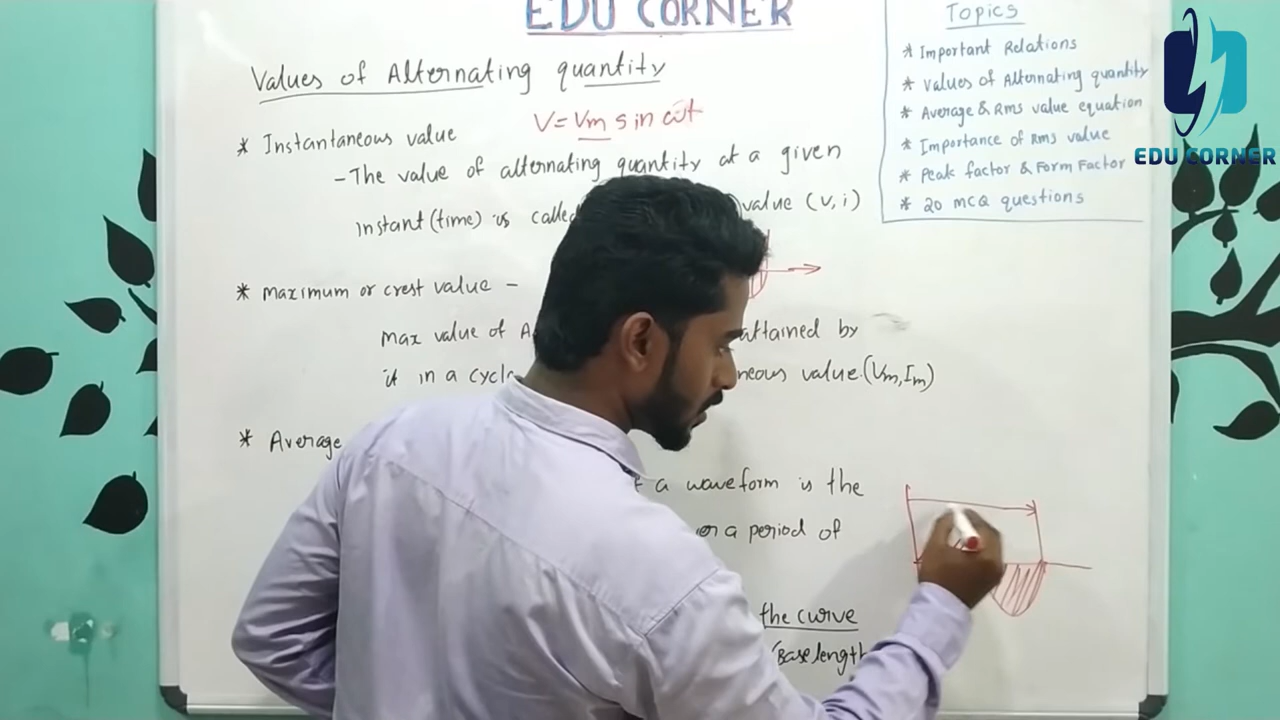 EDU CORNER
Values of Alternating quantity
V = Vm sin ωt
* Instantaneous value
- The value of alternating quantity at a given
instant (time) is value (v, i)
* Maximum or crest value -
Max value of attained by
it in a cycle value. (Vm, Im)
* Average
a waveform is the
a period of
the curve
Base length
Topics
* Important Relations
* Values of Alternating quantity
* Average & Rms value equation
* Importance of Rms value
* Peak factor & Form Factor
* 20 MCQ questions
EDU CORNER